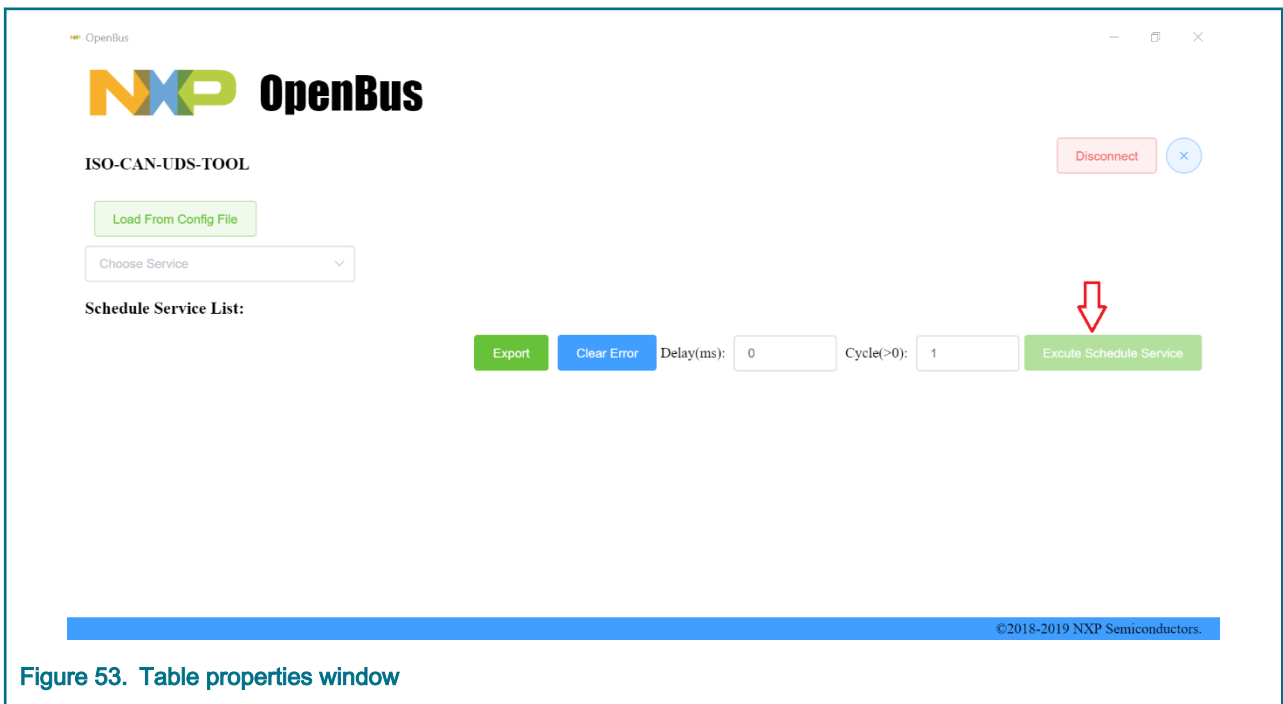 OpenBus
NXP OpenBus
ISO-CAN-UDS-TOOL
Disconnect
Load From Config File
Choose Service
Schedule Service List:
Export Clear Error Delay(ms): 0 Cycle(>0): 1 Excute Schedule Service
©2018-2019 NXP Semiconductors.
Figure 53. Table properties window